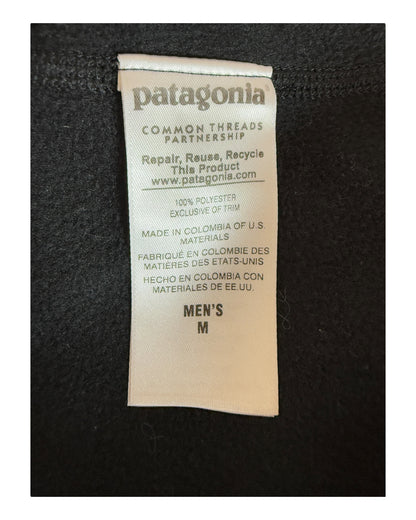 patagonia®
COMMON THREADS
PARTNERSHIP
Repair, Reuse, Recycle
This Product
www.patagonia.com
100% POLYESTER
EXCLUSIVE OF TRIM
MADE IN COLOMBIA OF U.S.
MATERIALS
FABRIQUÉ EN COLOMBIE DES
MATIÈRES DES ETATS-UNIS
HECHO EN COLOMBIA CON
MATERIALES DE EE.UU.
MEN'S
M